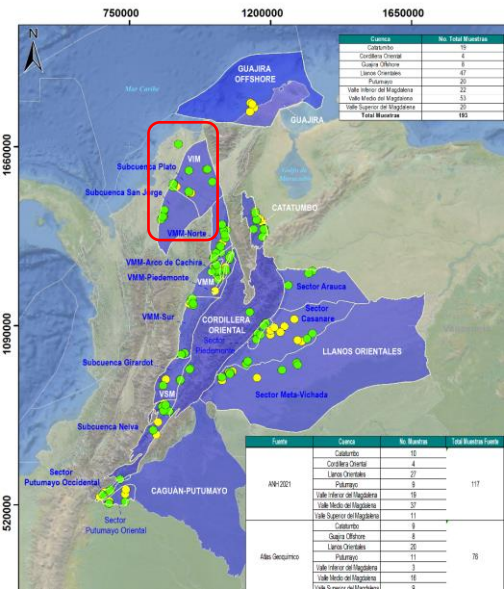 750000 1200000 1650000
N
Cuenca No. Total Muestras
Catatumbo 19
Cordillera Oriental 4
Guajira Offshore 8
Llanos Orientales 47
Putumayo 20
Valle Inferior del Magdalena 22
Valle Medio del Magdalena 53
Valle Superior del Magdalena 20
Total Muestras 193
GUAJIRA
OFFSHORE
Mar Caribe
GUAJIRA
1660000
VIM
Subcuenca Plato
Subcuenca San Jorge
CATATUMBO
VMM-Norte
VMM-Arco de Cachira
VMM-Piedemonte
VMM
Sector Arauca
VMM-Sur
Sector
Casanare
CORDILLERA
ORIENTAL
1090000
Sector
Piedemonte
LLANOS ORIENTALES
Subcuenca Girardot
Sector Meta-Vichada
VSM
Subcuenca Neiva
Sector
Putumayo Occidental
CAGUÁN-PUTUMAYO
520000
Sector
Putumayo Oriental
Fuente Cuenca No. Muestras Total Muestras Fuente
ANH 2021 117
Catatumbo 10
Cordillera Oriental 4
Llanos Orientales 27
Putumayo 9
Valle Inferior del Magdalena 19
Valle Medio del Magdalena 37
Valle Superior del Magdalena 11
Atlas Geoquímico 76
Catatumbo 9
Guajira Offshore 8
Llanos Orientales 20
Putumayo 11
Valle Inferior del Magdalena 3
Valle Medio del Magdalena 16
Valle Superior del Magdalena 9